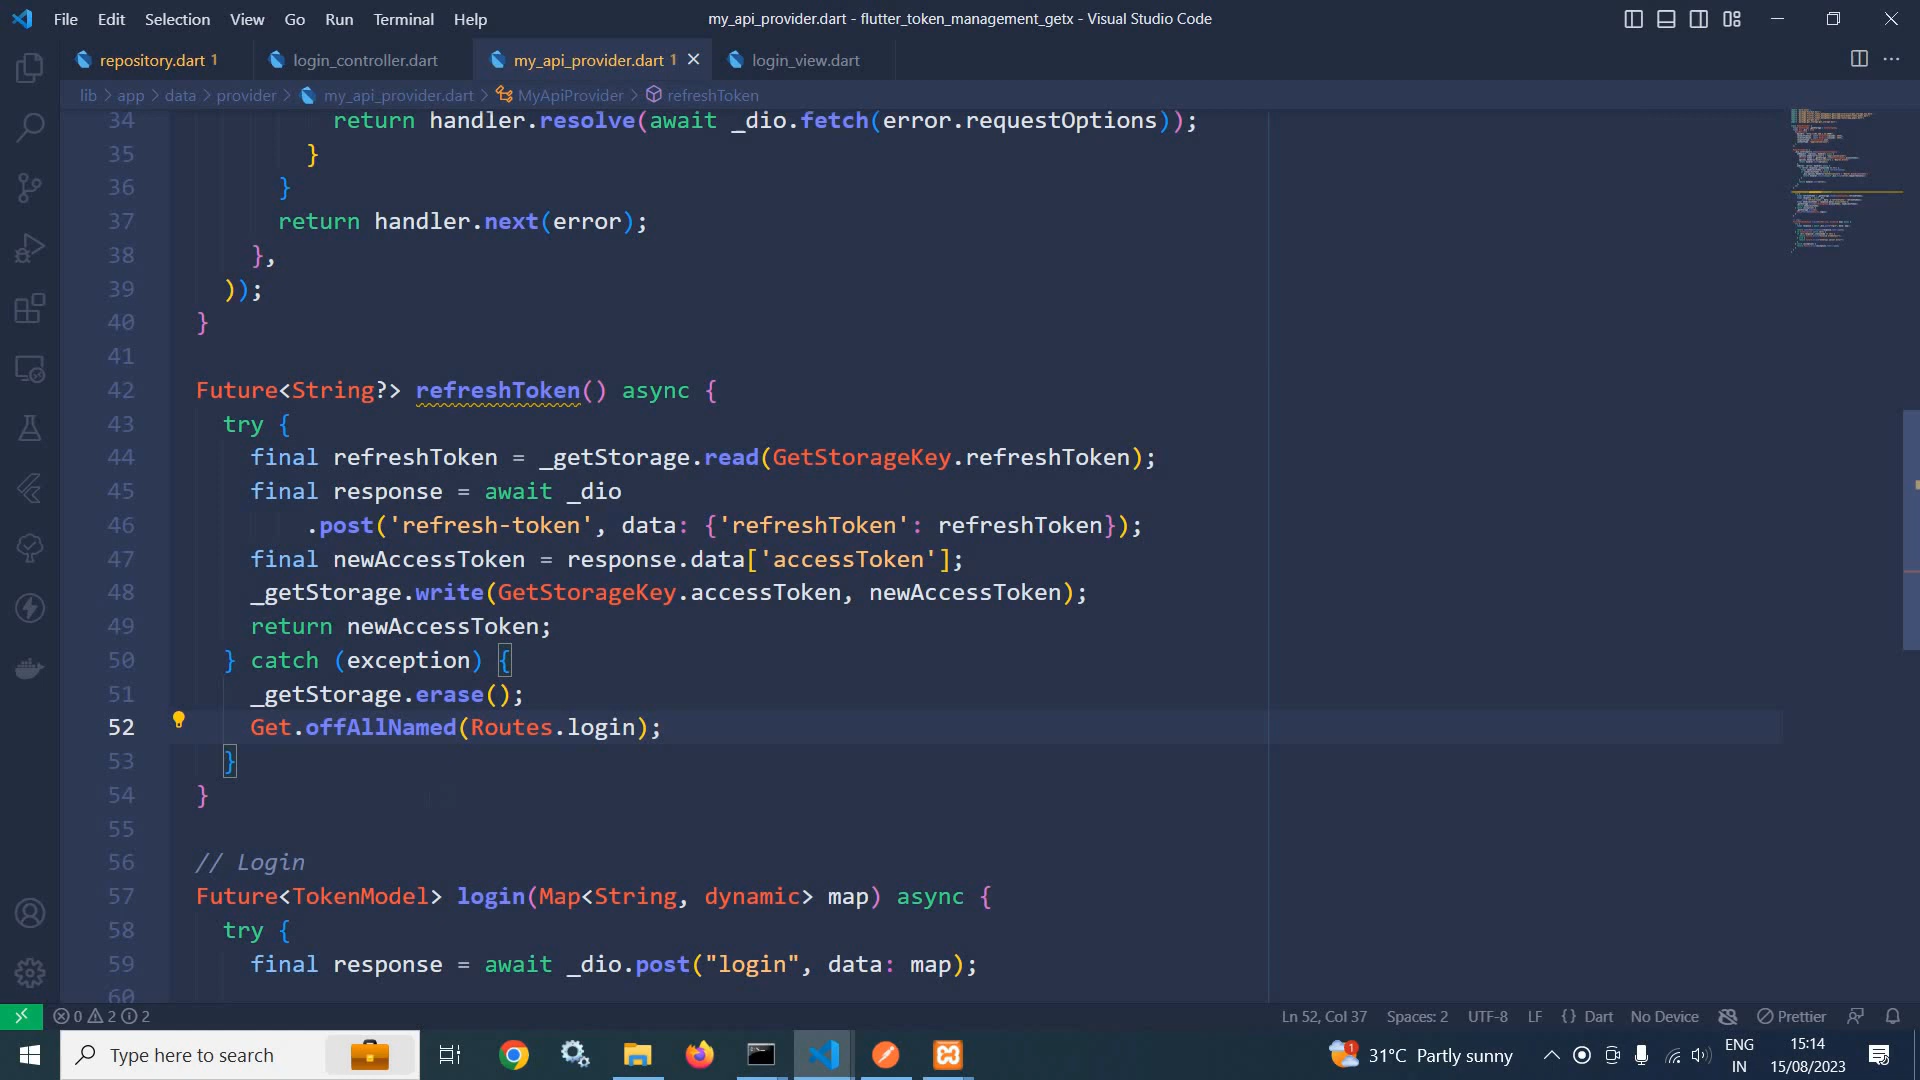 File Edit Selection View Go Run Terminal Help
my_api_provider.dart - flutter_token_management_getx - Visual Studio Code
repository.dart 1
login_controller.dart
my_api_provider.dart 1
login_view.dart
lib > app > data > provider > my_api_provider.dart > MyApiProvider > refreshToken
34 return handler.resolve(await _dio.fetch(error.requestOptions));
35 }
36 }
37 return handler.next(error);
38 },
39 ));
40 }
41
42 Future<String?> refreshToken() async {
43 try {
44 final refreshToken = _getStorage.read(GetStorageKey.refreshToken);
45 final response = await _dio
46 .post('refresh-token', data: {'refreshToken': refreshToken});
47 final newAccessToken = response.data['accessToken'];
48 _getStorage.write(GetStorageKey.accessToken, newAccessToken);
49 return newAccessToken;
50 } catch (exception) {
51 _getStorage.erase();
52 Get.offAllNamed(Routes.login);
53 }
54 }
55
56 // Login
57 Future<TokenModel> login(Map<String, dynamic> map) async {
58 try {
59 final response = await _dio.post("login", data: map);
60
0 2 2
Ln 52, Col 37
Spaces: 2
UTF-8
LF
{} Dart
No Device
Prettier
Type here to search
1
31°C Partly sunny
ENG
IN
15:14
15/08/2023